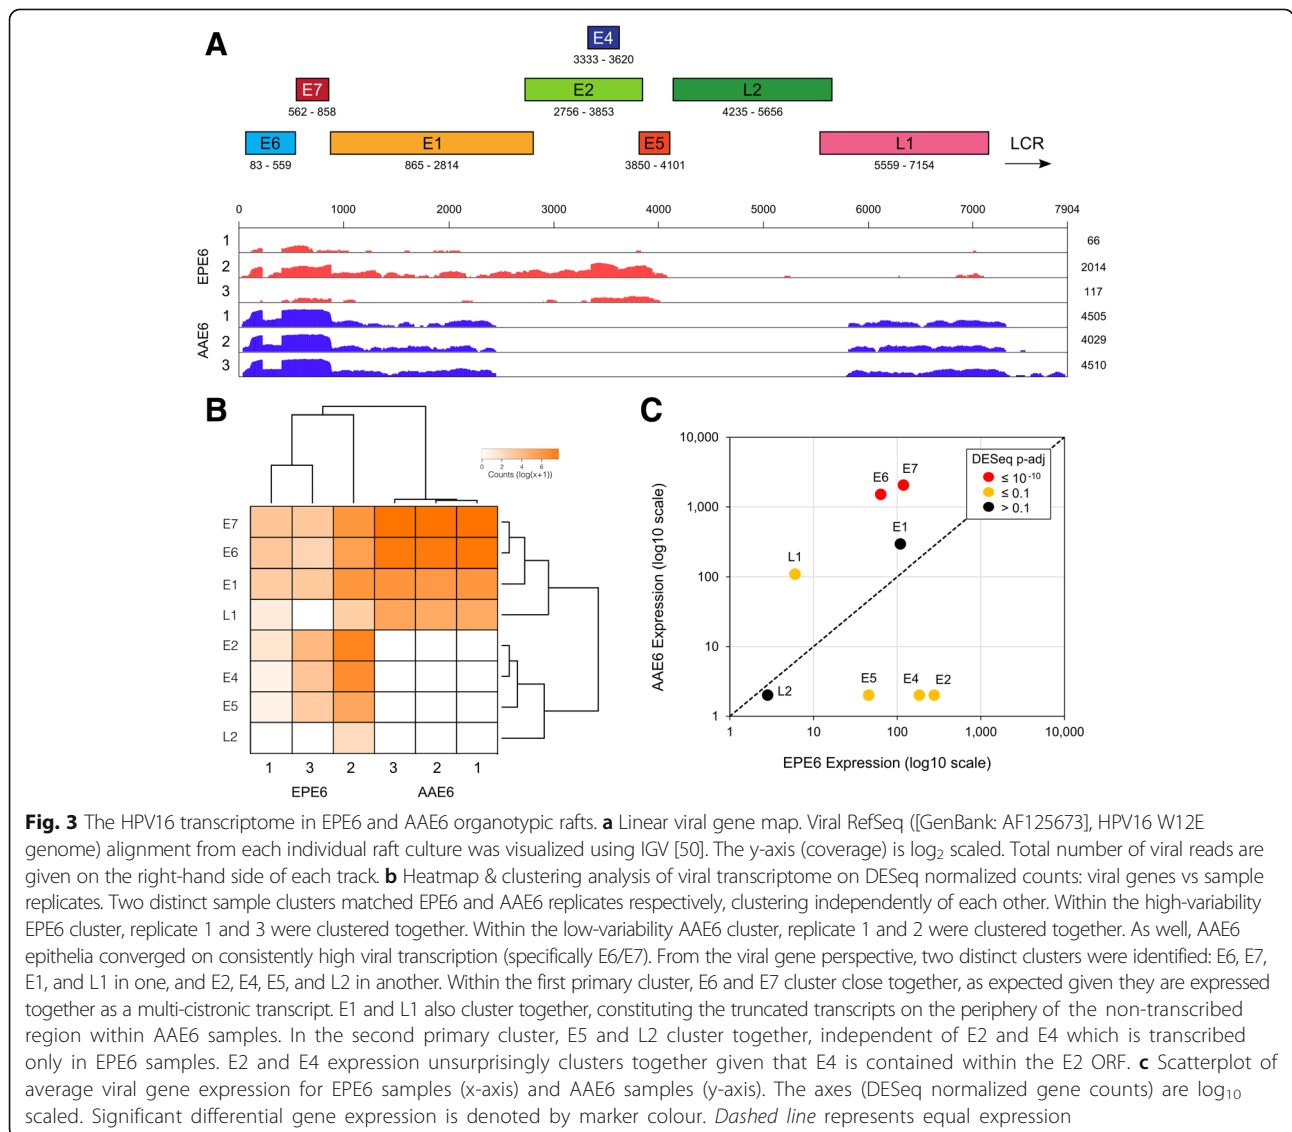 A
E4
3333 - 3620
E7
562 - 858
E2
2756 - 3853
L2
4235 - 5656
E6
83 - 559
E1
865 - 2814
E5
3850 - 4101
L1
5559 - 7154
LCR
0 1000 2000 3000 4000 5000 6000 7000 7904
EPE6
1 66
2 2014
3 117
AAE6
1 4505
2 4029
3 4510
B
0 2 4 6
Counts (log(x+1))
E7
E6
E1
L1
E2
E4
E5
L2
1 3 2 3 2 1
EPE6 AAE6
C
AAE6 Expression (log10 scale)
10,000
1,000
100
10
1
DESeq p-adj
≤ 10⁻¹⁰
≤ 0.1
> 0.1
E6 E7
E1
L1
E5 E4 E2
L2
1 10 100 1,000 10,000
EPE6 Expression (log10 scale)
Fig. 3 The HPV16 transcriptome in EPE6 and AAE6 organotypic rafts. a Linear viral gene map. Viral RefSeq ([GenBank: AF125673], HPV16 W12E
genome) alignment from each individual raft culture was visualized using IGV [50]. The y-axis (coverage) is log₂ scaled. Total number of viral reads are
given on the right-hand side of each track. b Heatmap & clustering analysis of viral transcriptome on DESeq normalized counts: viral genes vs sample
replicates. Two distinct sample clusters matched EPE6 and AAE6 replicates respectively, clustering independently of each other. Within the high-variability
EPE6 cluster, replicate 1 and 3 were clustered together. Within the low-variability AAE6 cluster, replicate 1 and 2 were clustered together. As well, AAE6
epithelia converged on consistently high viral transcription (specifically E6/E7). From the viral gene perspective, two distinct clusters were identified: E6, E7,
E1, and L1 in one, and E2, E4, E5, and L2 in another. Within the first primary cluster, E6 and E7 cluster close together, as expected given they are expressed
together as a multi-cistronic transcript. E1 and L1 also cluster together, constituting the truncated transcripts on the periphery of the non-transcribed
region within AAE6 samples. In the second primary cluster, E5 and L2 cluster together, independent of E2 and E4 which is transcribed
only in EPE6 samples. E2 and E4 expression unsurprisingly clusters together given that E4 is contained within the E2 ORF. c Scatterplot of
average viral gene expression for EPE6 samples (x-axis) and AAE6 samples (y-axis). The axes (DESeq normalized gene counts) are log₁₀
scaled. Significant differential gene expression is denoted by marker colour. Dashed line represents equal expression